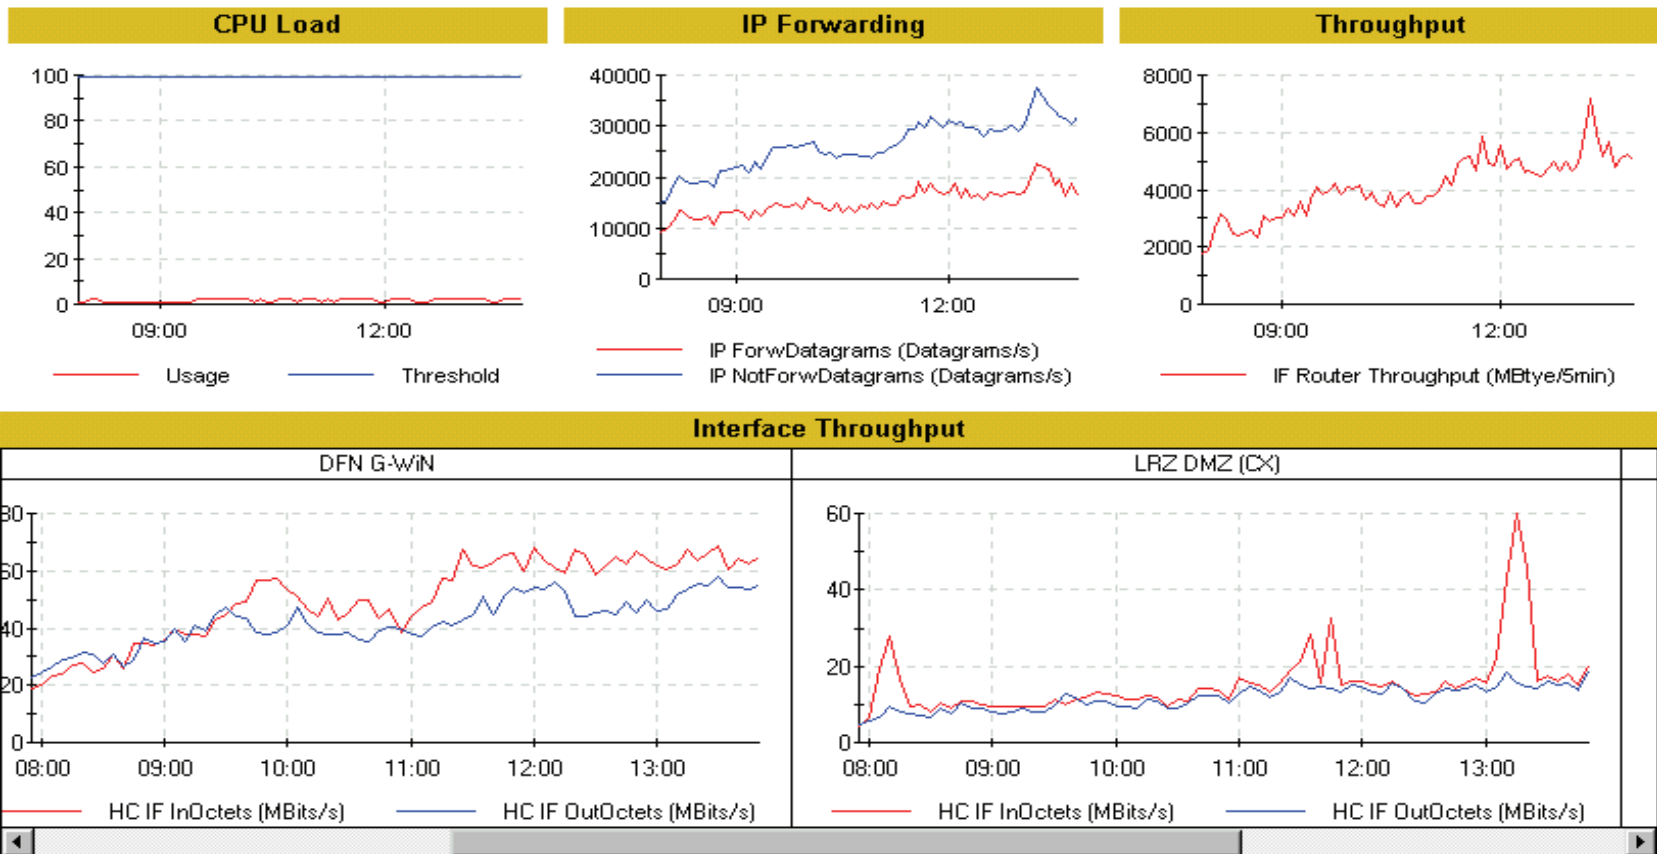 CPU Load
IP Forwarding
Throughput
100
80
60
40
20
0
09:00
12:00
Usage
Threshold
40000
30000
20000
10000
0
09:00
12:00
IP ForwDatagrams (Datagrams/s)
IP NotForwDatagrams (Datagrams/s)
8000
6000
4000
2000
0
09:00
12:00
IF Router Throughput (MBtye/5min)
Interface Throughput
DFN G-WiN
LRZ DMZ (CX)
80
60
40
20
0
08:00
09:00
10:00
11:00
12:00
13:00
HC IF InOctets (MBits/s)
HC IF OutOctets (MBits/s)
60
40
20
0
08:00
09:00
10:00
11:00
12:00
13:00
HC IF InOctets (MBits/s)
HC IF OutOctets (MBits/s)